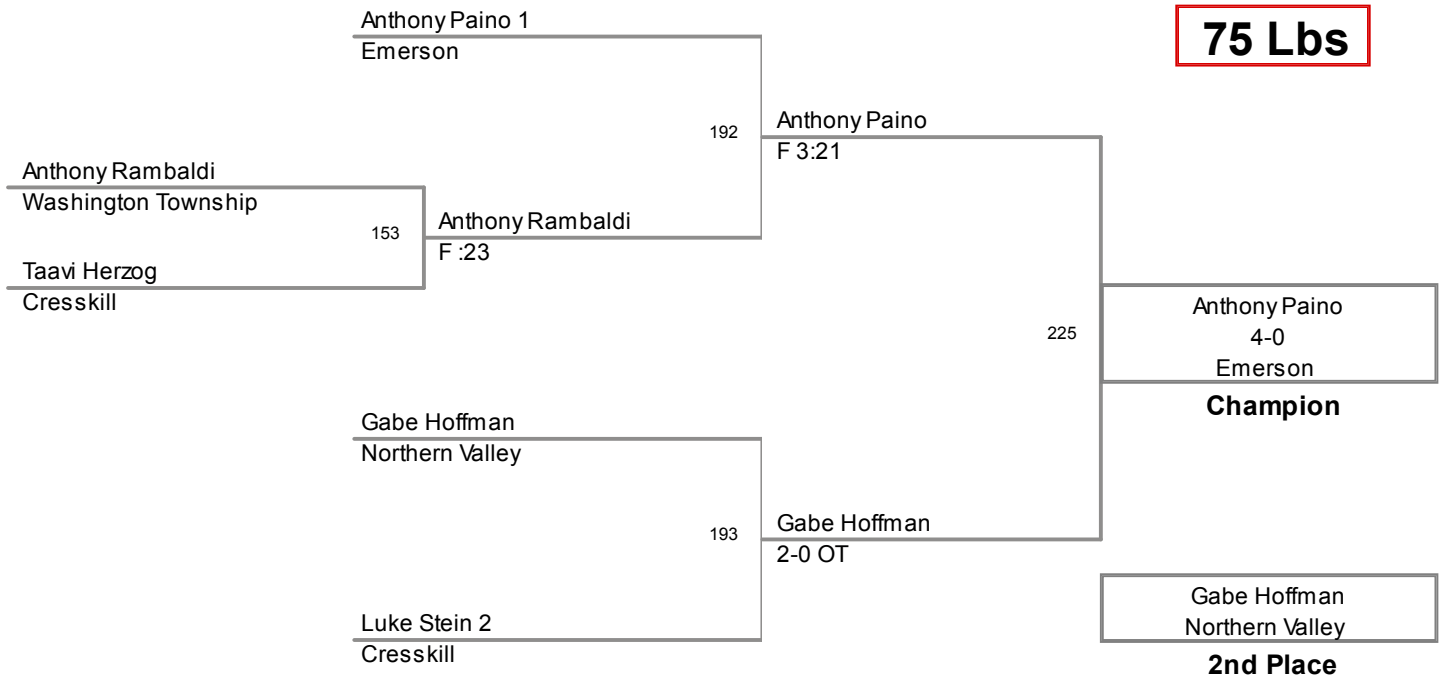 Anthony Paino 1
Emerson
75 Lbs
192
Anthony Paino
F 3:21
Anthony Rambaldi
Washington Township
153
Anthony Rambaldi
F :23
Taavi Herzog
Cresskill
225
Anthony Paino
4-0
Emerson
Champion
Gabe Hoffman
Northern Valley
193
Gabe Hoffman
2-0 OT
Luke Stein 2
Cresskill
Gabe Hoffman
Northern Valley
2nd Place